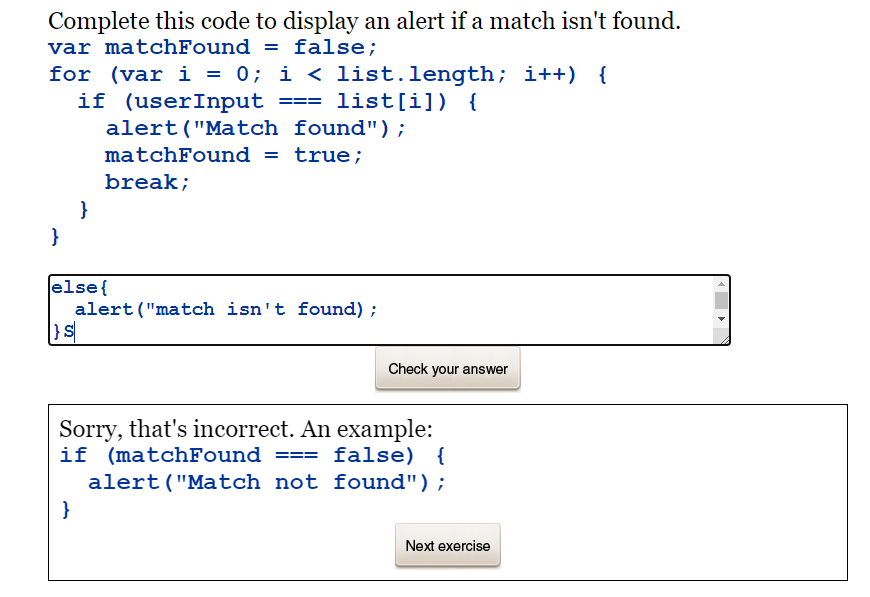 Complete this code to display an alert if a match isn't found.
var matchFound = false;
for (var i = 0; i < list.length; i++) {
  if (userInput === list[i]) {
    alert("Match found");
    matchFound = true;
    break;
  }
}
else{
  alert("match isn't found);
}S
Check your answer
Sorry, that's incorrect. An example:
if (matchFound === false) {
  alert("Match not found");
}
Next exercise